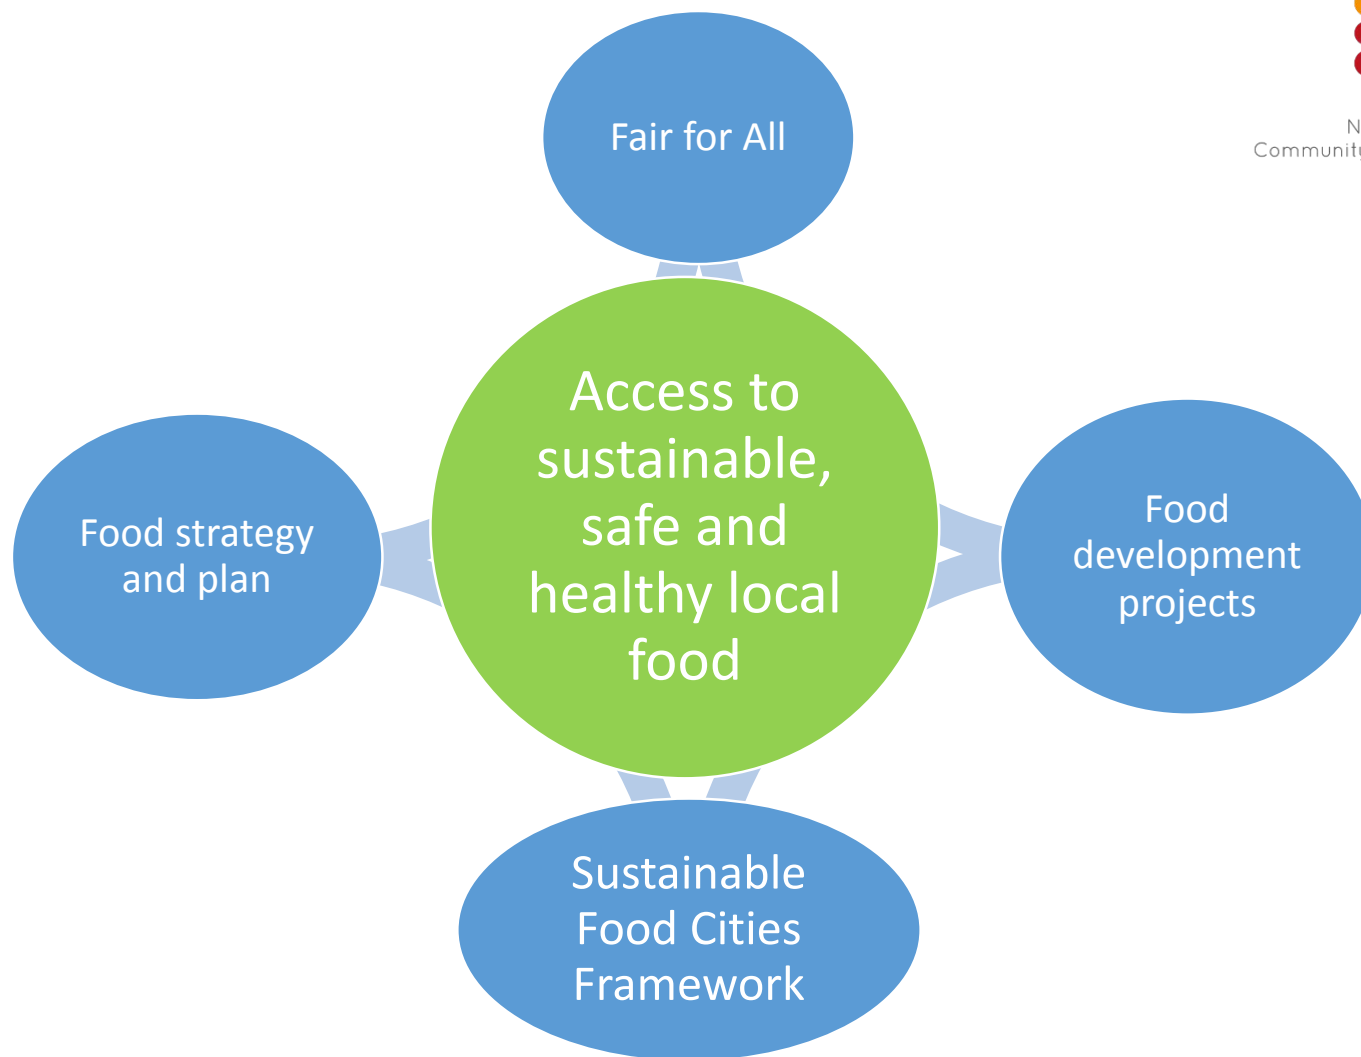 Fair for All
Community
Access to
sustainable,
safe and
healthy local
food
Food strategy
and plan
Food
development
projects
Sustainable
Food Cities
Framework